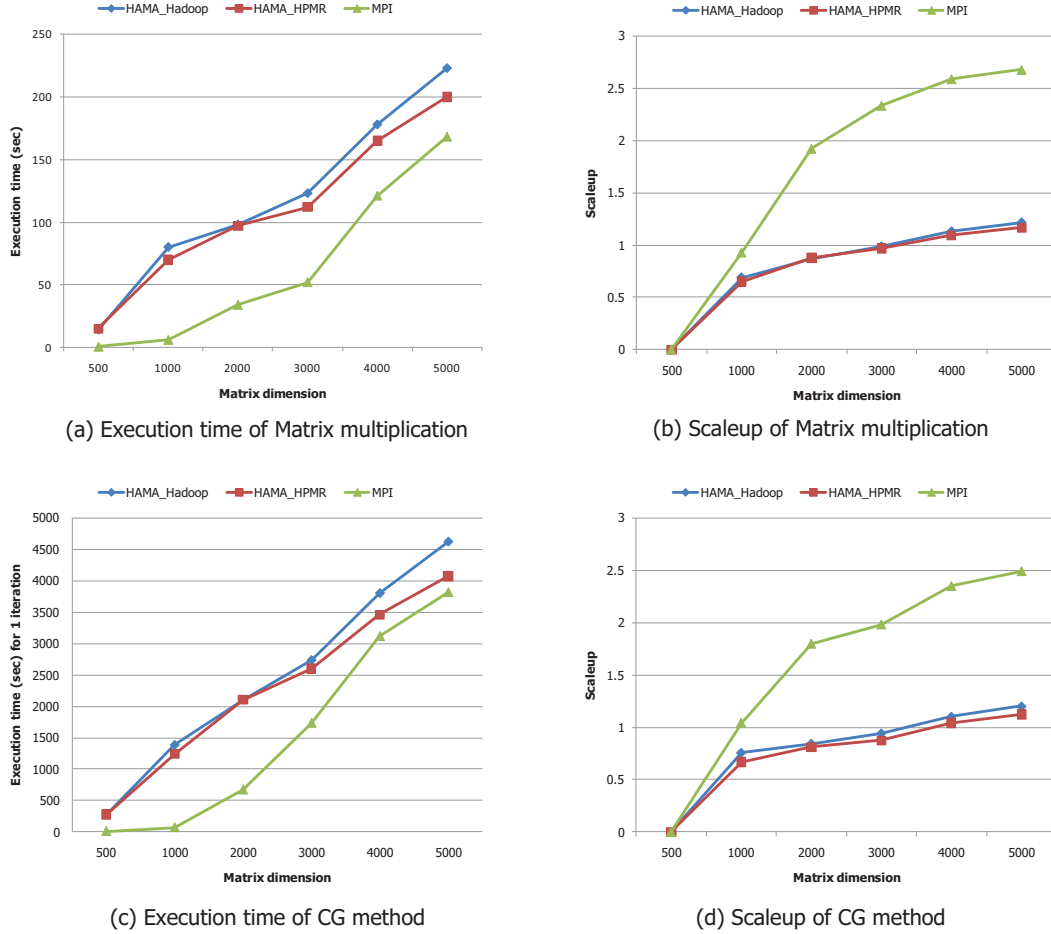 HAMA_Hadoop HAMA_HPMR MPI
250
200
150
100
50
0
Execution time (sec)
500 1000 2000 3000 4000 5000
Matrix dimension
(a) Execution time of Matrix multiplication
HAMA_Hadoop HAMA_HPMR MPI
3
2.5
2
1.5
1
0.5
0
Scaleup
500 1000 2000 3000 4000 5000
Matrix dimension
(b) Scaleup of Matrix multiplication
HAMA_Hadoop HAMA_HPMR MPI
5000
4500
4000
3500
3000
2500
2000
1500
1000
500
0
Execution time (sec) for 1 iteration
500 1000 2000 3000 4000 5000
Matrix dimension
(c) Execution time of CG method
HAMA_Hadoop HAMA_HPMR MPI
3
2.5
2
1.5
1
0.5
0
Scaleup
500 1000 2000 3000 4000 5000
Matrix dimension
(d) Scaleup of CG method